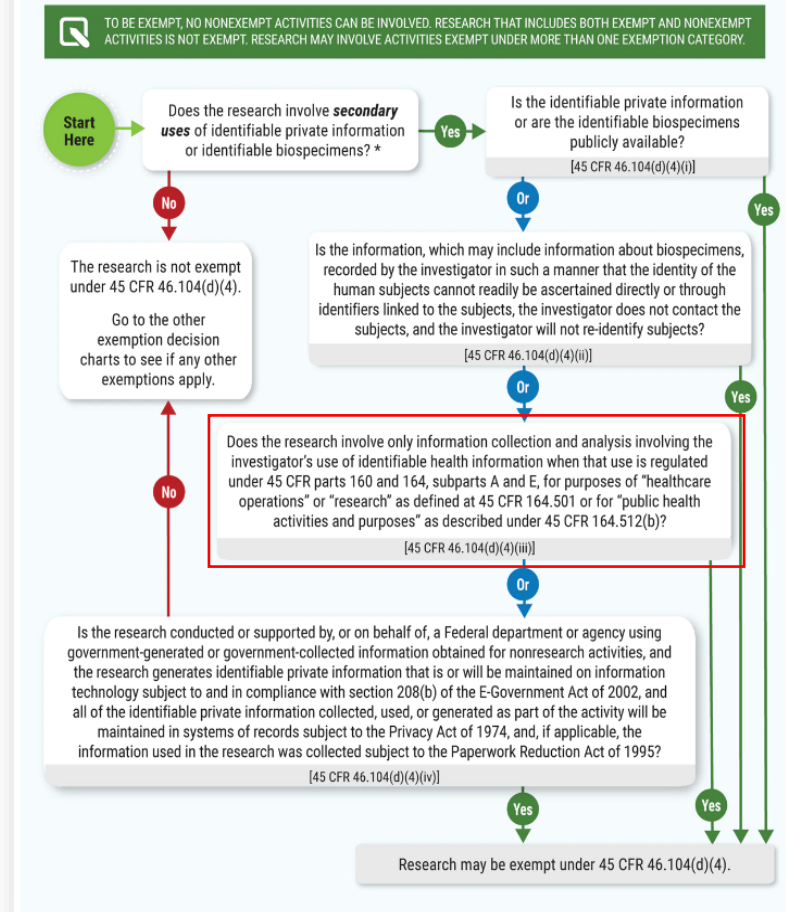 TO BE EXEMPT, NO NONEXEMPT ACTIVITIES CAN BE INVOLVED. RESEARCH THAT INCLUDES BOTH EXEMPT AND NONEXEMPT
ACTIVITIES IS NOT EXEMPT. RESEARCH MAY INVOLVE ACTIVITIES EXEMPT UNDER MORE THAN ONE EXEMPTION CATEGORY.
Start
Here
Does the research involve secondary
uses of identifiable private information
or identifiable biospecimens? *
Yes
Is the identifiable private information
or are the identifiable biospecimens
publicly available?
[45 CFR 46.104(d)(4)(i)]
No
Or
Yes
The research is not exempt
under 45 CFR 46.104(d)(4).
Go to the other
exemption decision
charts to see if any other
exemptions apply.
Is the information, which may include information about biospecimens,
recorded by the investigator in such a manner that the identity of the
human subjects cannot readily be ascertained directly or through
identifiers linked to the subjects, the investigator does not contact the
subjects, and the investigator will not re-identify subjects?
[45 CFR 46.104(d)(4)(ii)]
Or
Yes
Does the research involve only information collection and analysis involving the
investigator's use of identifiable health information when that use is regulated
under 45 CFR parts 160 and 164, subparts A and E, for purposes of "healthcare
operations" or "research" as defined at 45 CFR 164.501 or for "public health
activities and purposes" as described under 45 CFR 164.512(b)?
[45 CFR 46.104(d)(4)(iii)]
No
Or
Is the research conducted or supported by, or on behalf of, a Federal department or agency using
government-generated or government-collected information obtained for nonresearch activities, and
the research generates identifiable private information that is or will be maintained on information
technology subject to and in compliance with section 208(b) of the E-Government Act of 2002, and
all of the identifiable private information collected, used, or generated as part of the activity will be
maintained in systems of records subject to the Privacy Act of 1974, and, if applicable, the
information used in the research was collected subject to the Paperwork Reduction Act of 1995?
[45 CFR 46.104(d)(4)(iv)]
Yes
Yes
Research may be exempt under 45 CFR 46.104(d)(4).